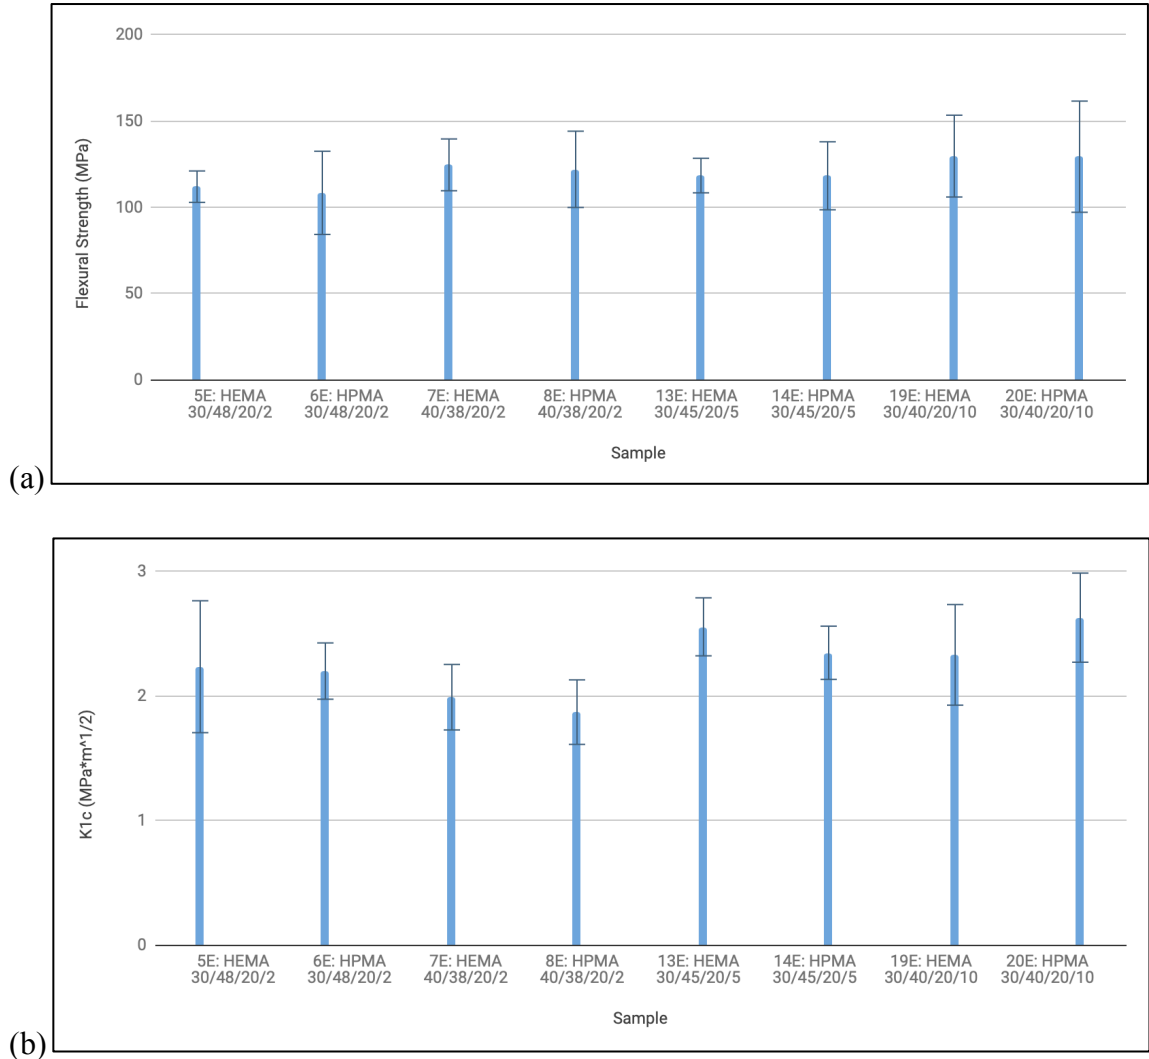 200
150
100
50
0
Flexural Strength (MPa)
5E: HEMA 6E: HPMA 7E: HEMA 8E: HPMA 13E: HEMA 14E: HPMA 19E: HEMA 20E: HPMA
30/48/20/2 30/48/20/2 40/38/20/2 40/38/20/2 30/45/20/5 30/45/20/5 30/40/20/10 30/40/20/10
Sample
(a)
3
2
1
0
K1c (MPa*m^1/2)
5E: HEMA 6E: HPMA 7E: HEMA 8E: HPMA 13E: HEMA 14E: HPMA 19E: HEMA 20E: HPMA
30/48/20/2 30/48/20/2 40/38/20/2 40/38/20/2 30/45/20/5 30/45/20/5 30/40/20/10 30/40/20/10
Sample
(b)